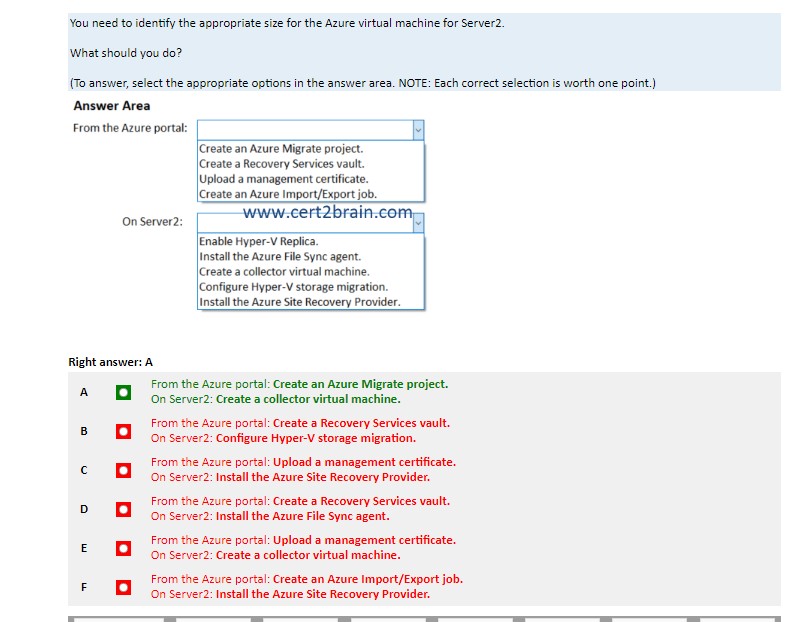 You need to identify the appropriate size for the Azure virtual machine for Server2.
What should you do?
(To answer, select the appropriate options in the answer area. NOTE: Each correct selection is worth one point.)
Answer Area
From the Azure portal:
Create an Azure Migrate project.
Create a Recovery Services vault.
Upload a management certificate.
Create an Azure Import/Export job.
www.cert2brain.com
On Server2:
Enable Hyper-V Replica.
Install the Azure File Sync agent.
Create a collector virtual machine.
Configure Hyper-V storage migration.
Install the Azure Site Recovery Provider.
Right answer: A
A
From the Azure portal: Create an Azure Migrate project.
On Server2: Create a collector virtual machine.
B
From the Azure portal: Create a Recovery Services vault.
On Server2: Configure Hyper-V storage migration.
C
From the Azure portal: Upload a management certificate.
On Server2: Install the Azure Site Recovery Provider.
D
From the Azure portal: Create a Recovery Services vault.
On Server2: Install the Azure File Sync agent.
E
From the Azure portal: Upload a management certificate.
On Server2: Create a collector virtual machine.
F
From the Azure portal: Create an Azure Import/Export job.
On Server2: Install the Azure Site Recovery Provider.